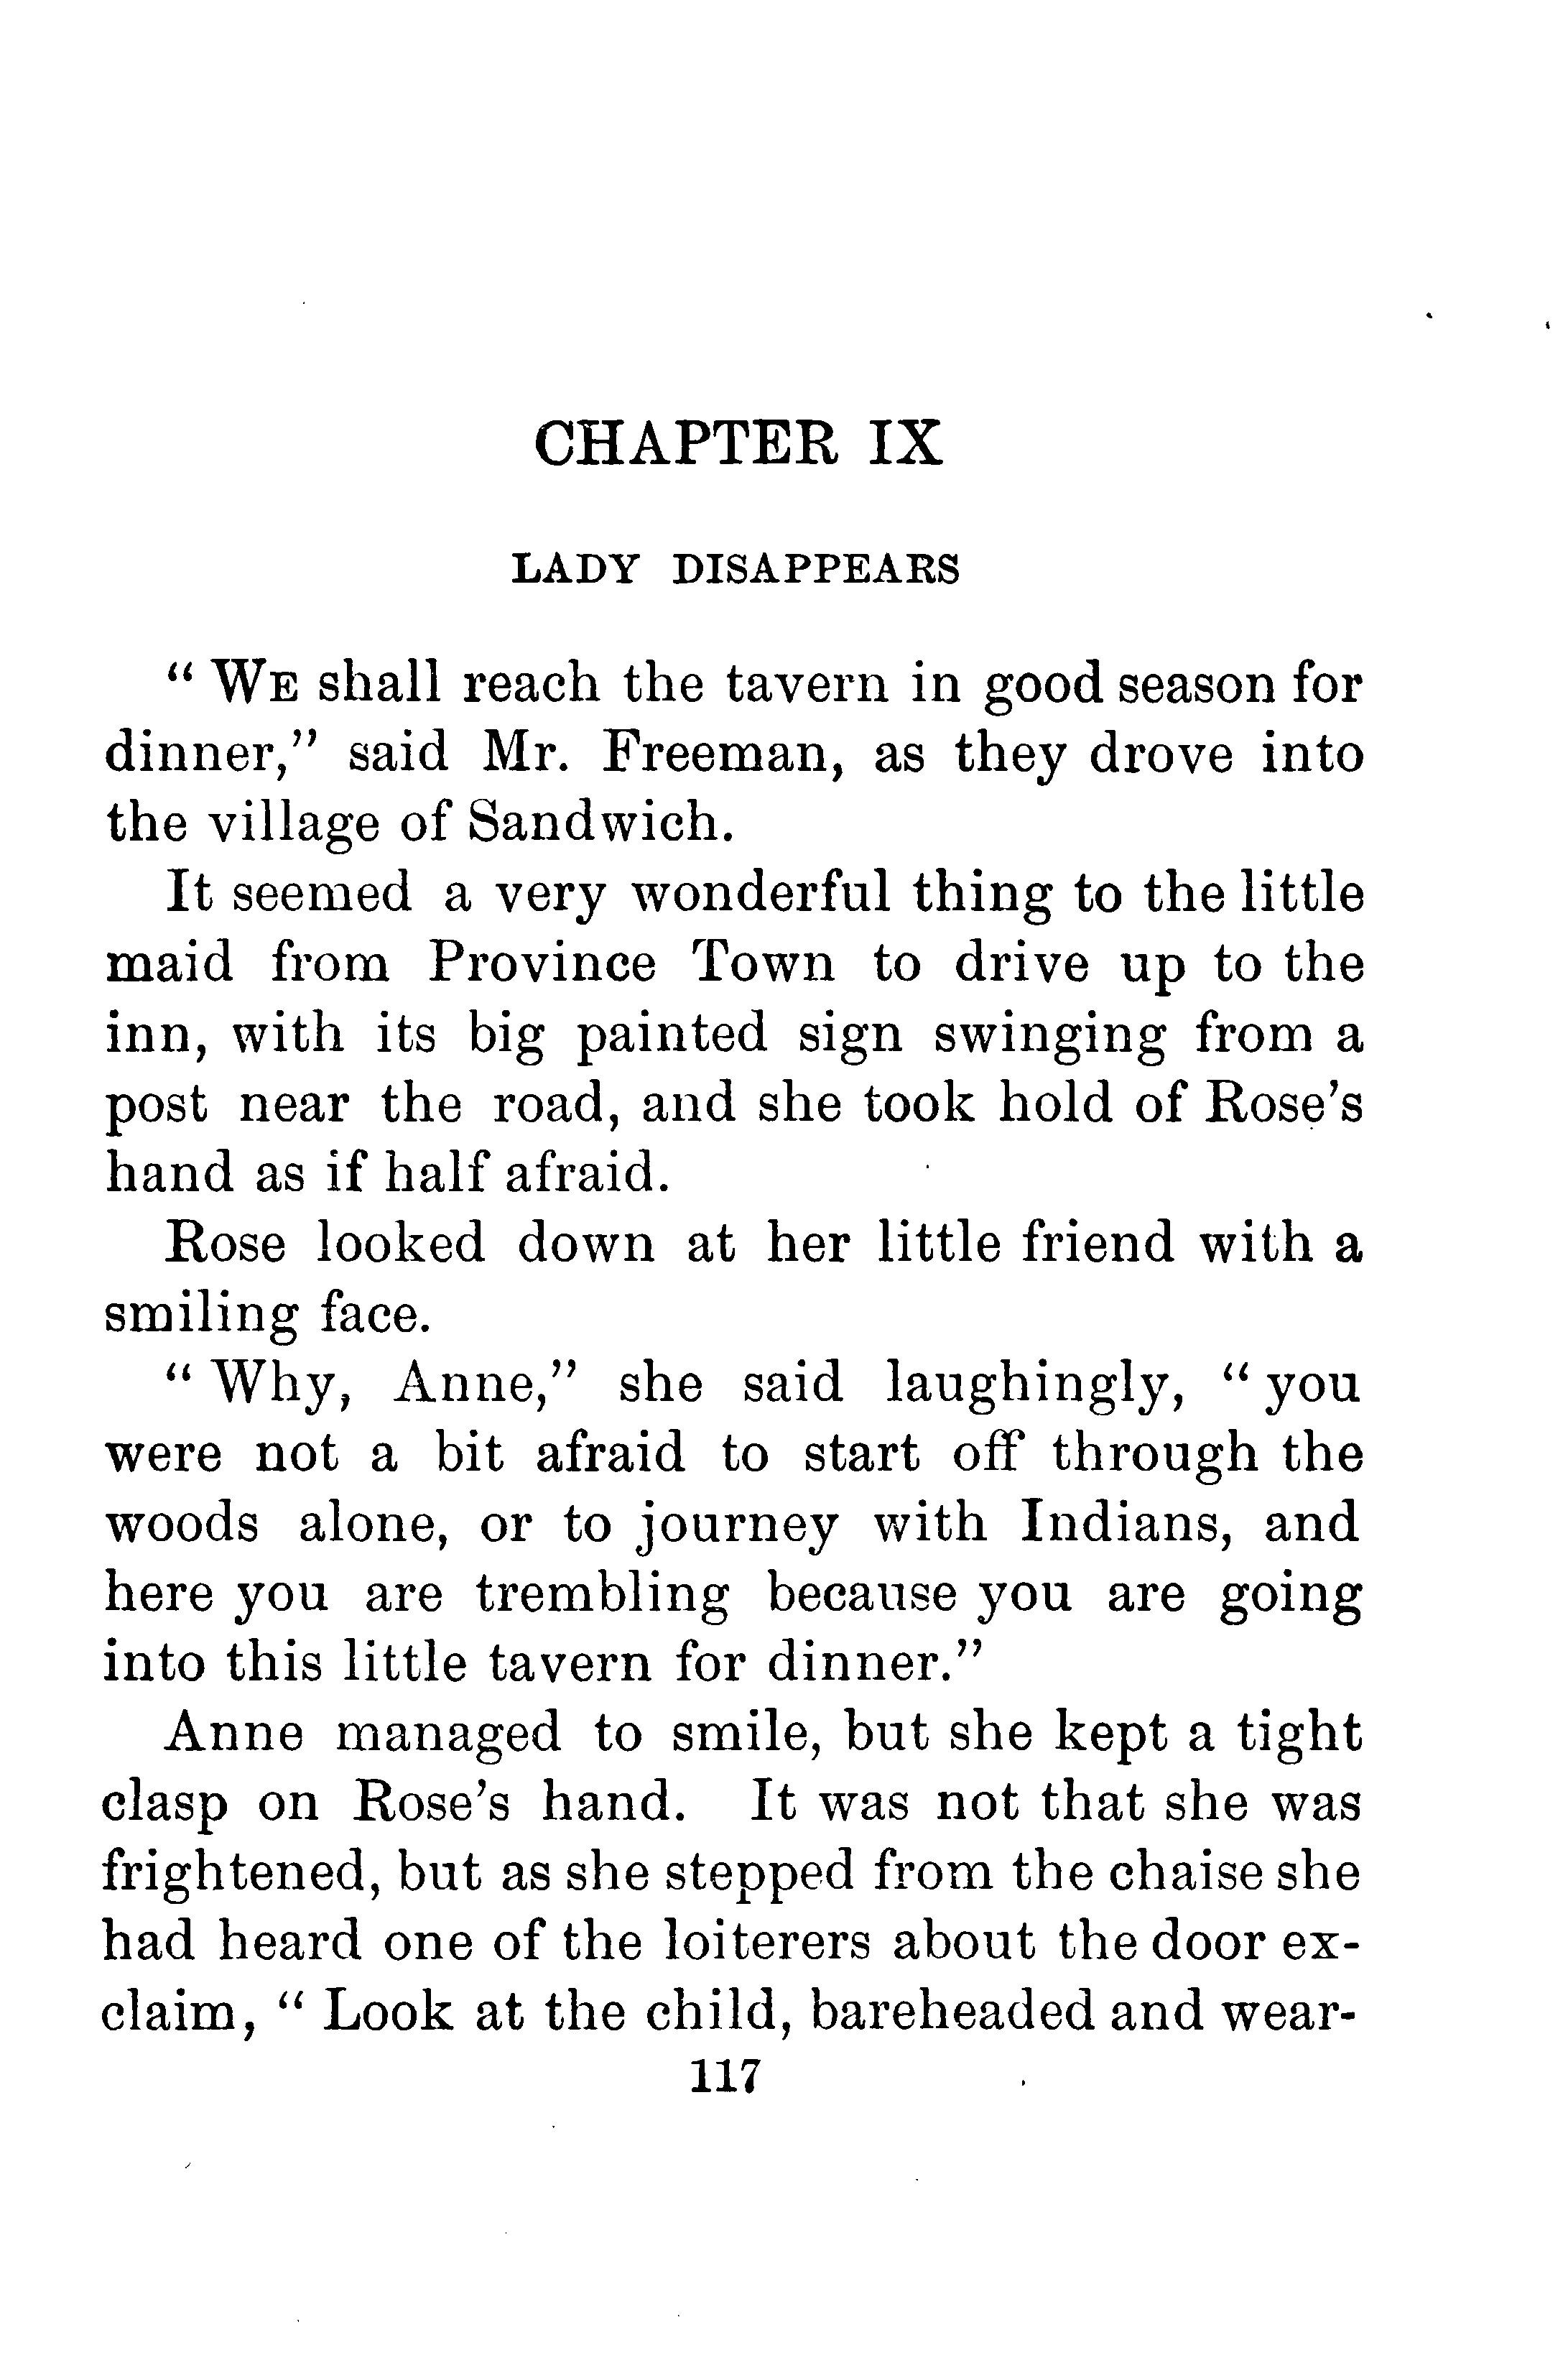 CHAPTER IX
LADY DISAPPEARS
“ WE shall reach the tavern in good season for
dinner,” said Mr. Freeman, as they drove into
the village of Sandwich.
It seemed a very wonderful thing to the little
maid from Province Town to drive up to the
inn, with its big painted sign swinging from a
post near the road, and she took hold of Rose’s
hand as if half afraid.
Rose looked down at her little friend with a
smiling face.
“ Why, Anne,” she said laughingly, “ you
were not a bit afraid to start off through the
woods alone, or to journey with Indians, and
here you are trembling because you are going
into this little tavern for dinner.”
Anne managed to smile, but she kept a tight
clasp on Rose’s hand. It was not that she was
frightened, but as she stepped from the chaise she
had heard one of the loiterers about the door ex-
claim, “ Look at the child, bareheaded and wear-
117